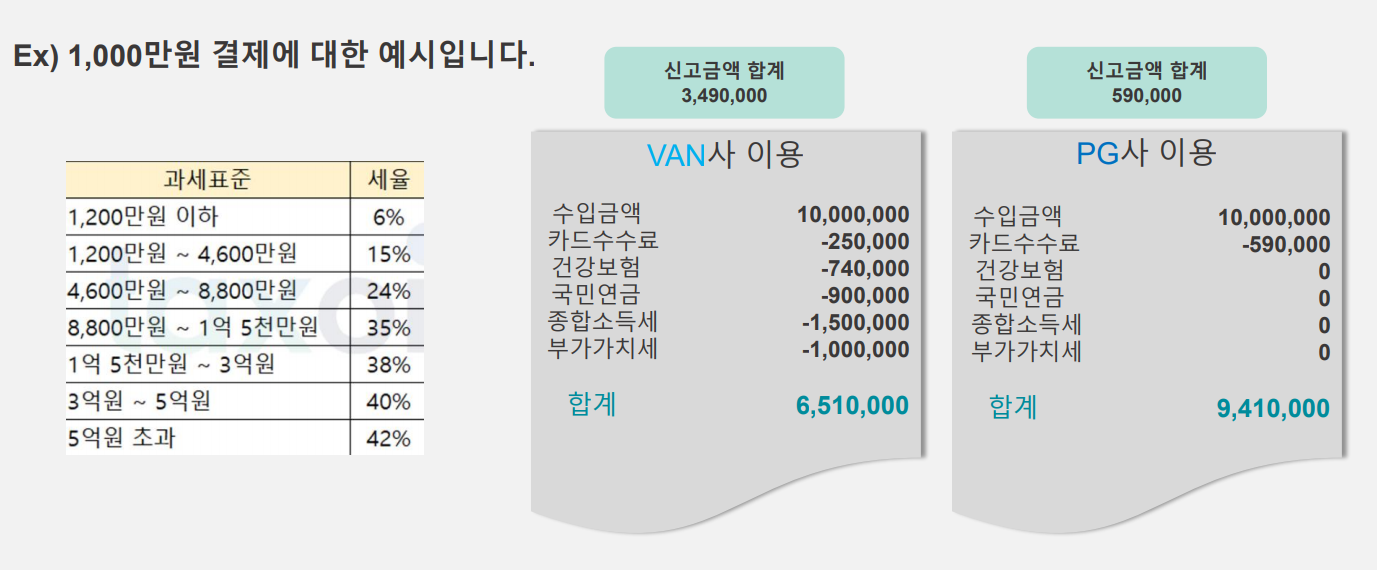 Ex) 1,000만원 결제에 대한 예시입니다.
과세표준 세율
1,200만원 이하 6%
1,200만원 ~ 4,600만원 15%
4,600만원 ~ 8,800만원 24%
8,800만원 ~ 1억 5천만원 35%
1억 5천만원 ~ 3억원 38%
3억원 ~ 5억원 40%
5억원 초과 42%
신고금액 합계
3,490,000
VAN사 이용
수입금액 10,000,000
카드수수료 -250,000
건강보험 -740,000
국민연금 -900,000
종합소득세 -1,500,000
부가가치세 -1,000,000
합계 6,510,000
신고금액 합계
590,000
PG사 이용
수입금액 10,000,000
카드수수료 -590,000
건강보험 0
국민연금 0
종합소득세 0
부가가치세 0
합계 9,410,000